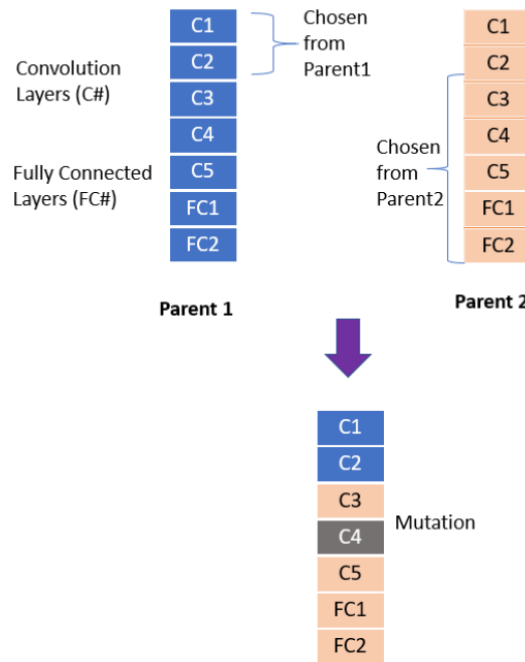 Convolution
Layers (C#)
Fully Connected
Layers (FC#)
C1
C2
C3
C4
C5
FC1
FC2
Parent 1
Chosen
from
Parent1
Chosen
from
Parent2
C1
C2
C3
C4
C5
FC1
FC2
Parent 2
C1
C2
C3
C4
C5
FC1
FC2
Mutation